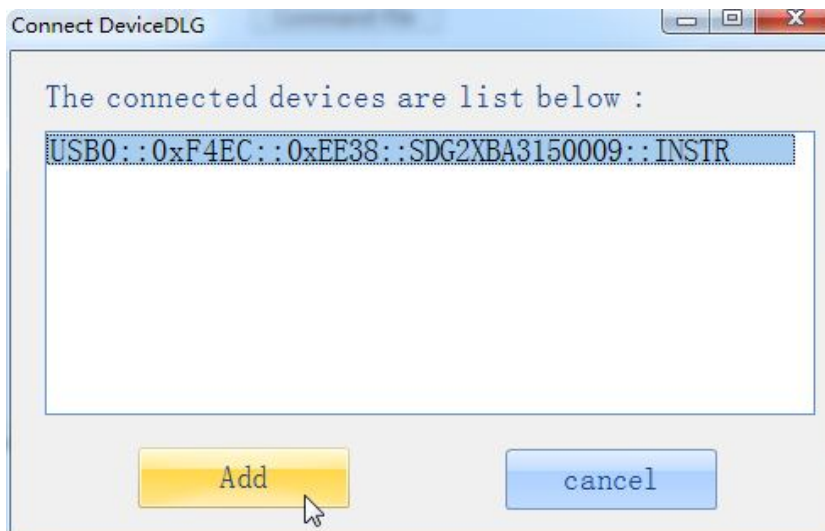 Connect DeviceDLG
The connected devices are list below :
USB0::0xF4EC::0xEE38::SDG2XBA3150009::INSTR
Add
cancel